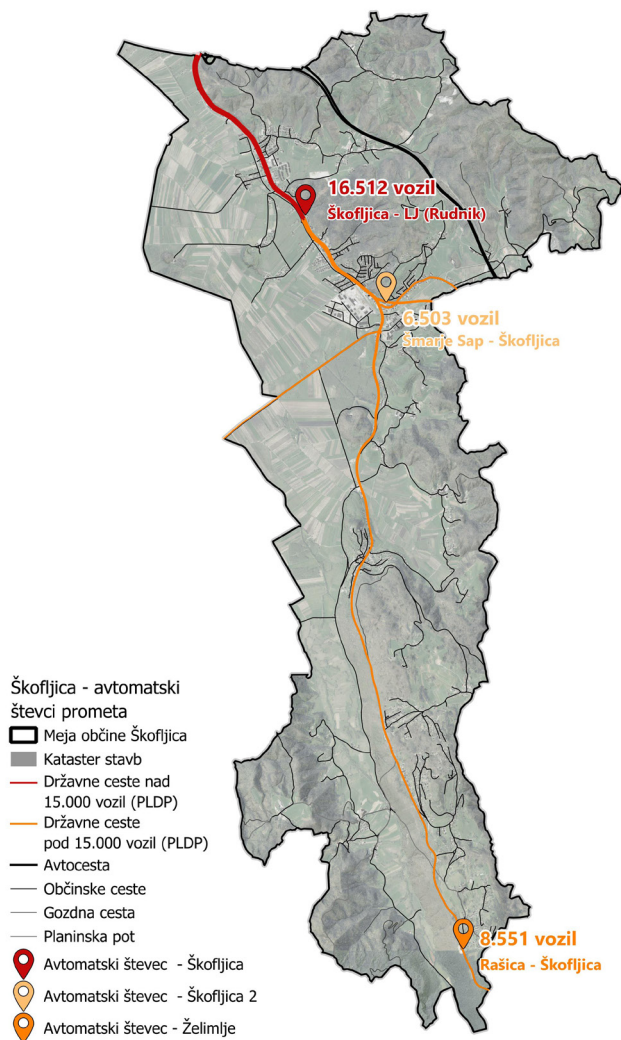 16.512 vozil
Škofljica - LJ (Rudnik)
6.503 vozil
Šmarje Sap - Škofljica
8.551 vozil
Rašica - Škofljica
Škofljica - avtomatski
števci prometa
Meja občine Škofljica
Kataster stavb
Državne ceste nad
15.000 vozil (PLDP)
Državne ceste
pod 15.000 vozil (PLDP)
Avtocesta
Občinske ceste
Gozdna cesta
Planinska pot
Avtomatski števec - Škofljica
Avtomatski števec - Škofljica 2
Avtomatski števec - Želimlje